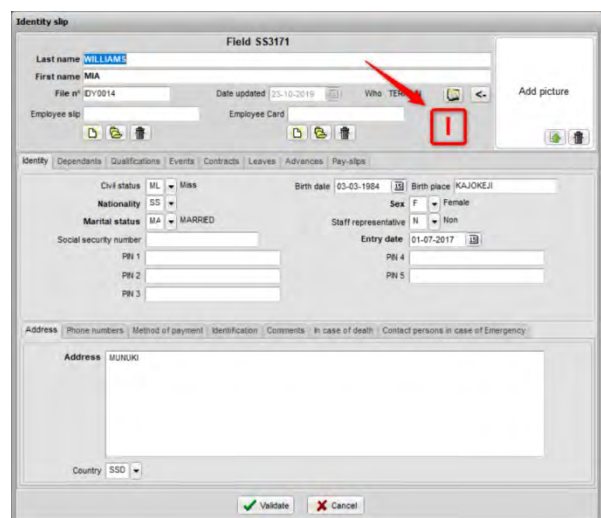 Identity slip
Field SS3171
Last name WILLIAMS
First name MIA
File n° IDY0014 Date updated 25-10-2019 Who <-
Add picture
Employee slip Employee Card
I
Identity Dependants Qualifications Events Contracts Leaves Advances Pay-slips
Civil status ML Miss Birth date 03-03-1984 Birth place KAJOKEJI
Nationality SS Sex F Female
Marital status MA MARRIED Staff representative N Non
Social security number Entry date 01-07-2017
PIN 1 PIN 4
PIN 2 PIN 5
PIN 3
Address Phone numbers Method of payment Identification Comments In case of death Contact persons in case of Emergency
Address MUNUKI
Country SSD
Validate Cancel